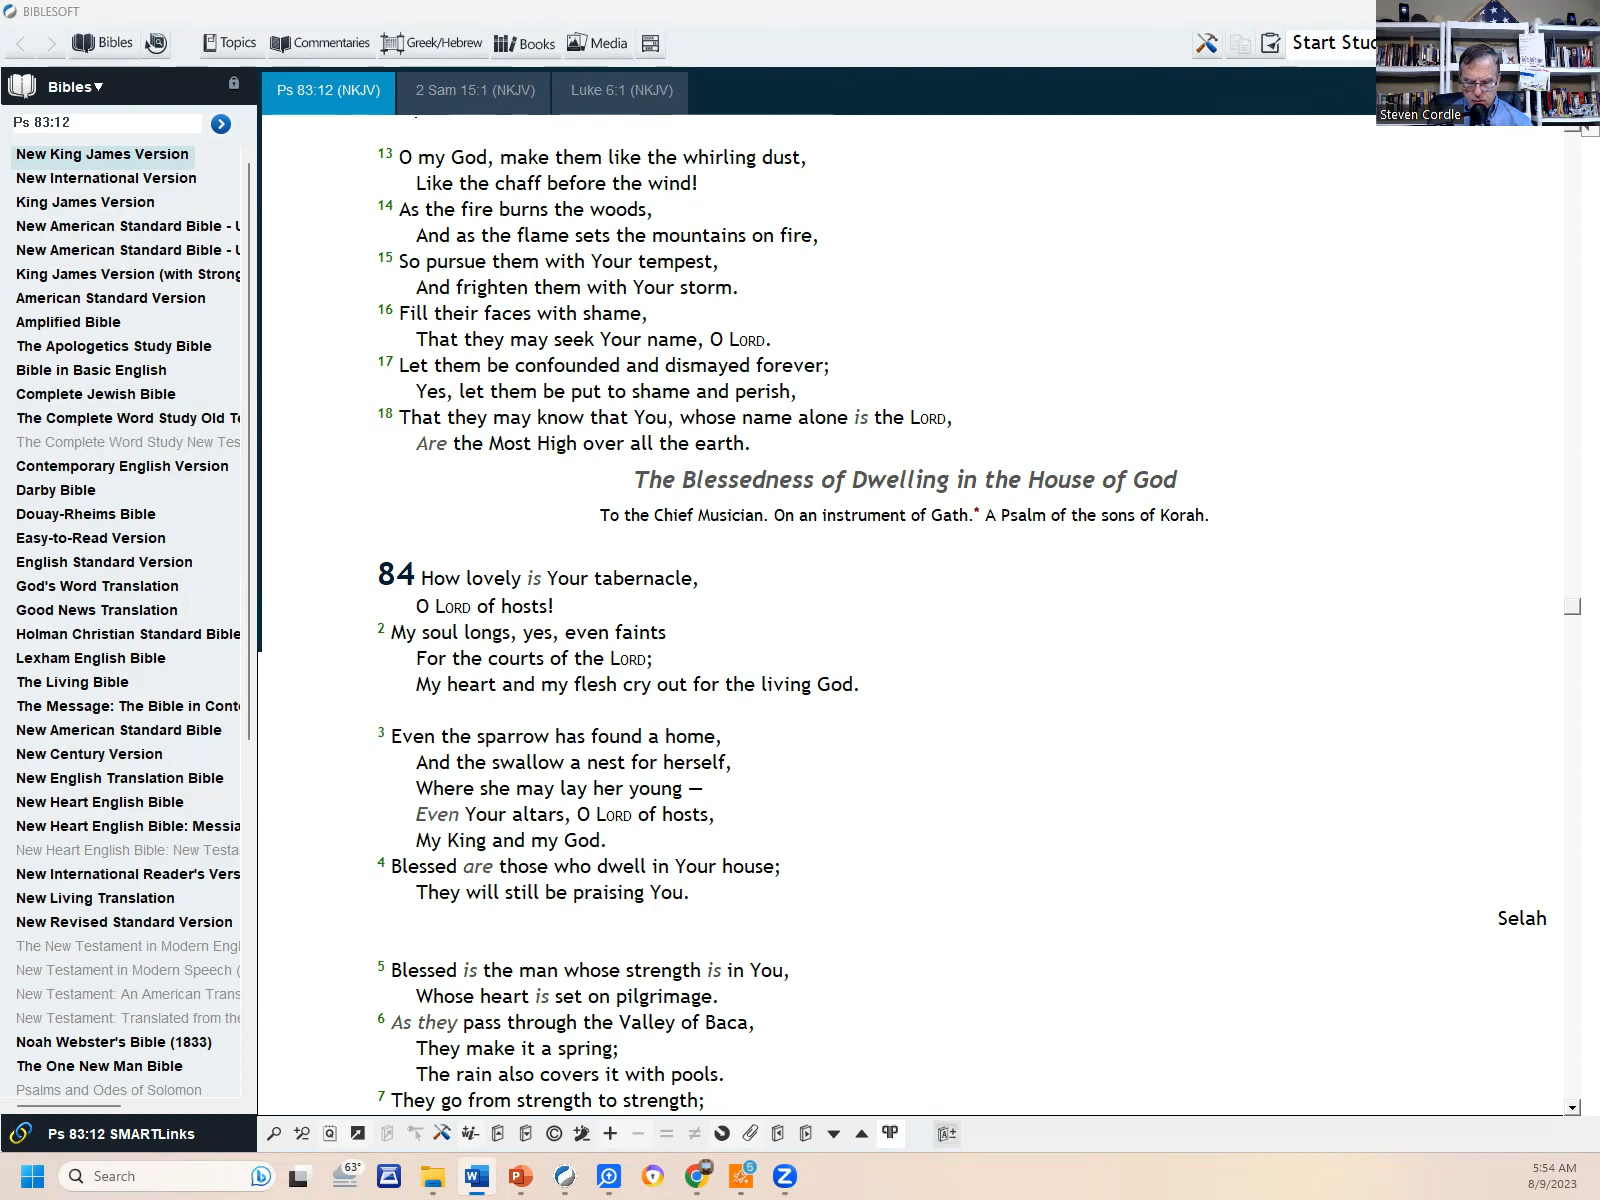 BIBLESOFT
Bibles
Topics
Commentaries
Greek/Hebrew
Books
Media
Start Stu
Steven Cordle
Bibles▾
Ps 83:12 (NKJV)
2 Sam 15:1 (NKJV)
Luke 6:1 (NKJV)
Ps 83:12
New King James Version
New International Version
King James Version
New American Standard Bible - U
New American Standard Bible - U
King James Version (with Strong
American Standard Version
Amplified Bible
The Apologetics Study Bible
Bible in Basic English
Complete Jewish Bible
The Complete Word Study Old Te
The Complete Word Study New Tes
Contemporary English Version
Darby Bible
Douay-Rheims Bible
Easy-to-Read Version
English Standard Version
God's Word Translation
Good News Translation
Holman Christian Standard Bible
Lexham English Bible
The Living Bible
The Message: The Bible in Conte
New American Standard Bible
New Century Version
New English Translation Bible
New Heart English Bible
New Heart English Bible: Messia
New Heart English Bible: New Testa
New International Reader's Vers
New Living Translation
New Revised Standard Version
The New Testament in Modern Engl
New Testament in Modern Speech (
New Testament: An American Trans
New Testament: Translated from the
Noah Webster's Bible (1833)
The One New Man Bible
Psalms and Odes of Solomon
Ps 83:12 SMARTLinks
13 O my God, make them like the whirling dust,
Like the chaff before the wind!
14 As the fire burns the woods,
And as the flame sets the mountains on fire,
15 So pursue them with Your tempest,
And frighten them with Your storm.
16 Fill their faces with shame,
That they may seek Your name, O LORD.
17 Let them be confounded and dismayed forever;
Yes, let them be put to shame and perish,
18 That they may know that You, whose name alone is the LORD,
Are the Most High over all the earth.
The Blessedness of Dwelling in the House of God
To the Chief Musician. On an instrument of Gath.* A Psalm of the sons of Korah.
84 How lovely is Your tabernacle,
O LORD of hosts!
2 My soul longs, yes, even faints
For the courts of the LORD;
My heart and my flesh cry out for the living God.
3 Even the sparrow has found a home,
And the swallow a nest for herself,
Where she may lay her young —
Even Your altars, O LORD of hosts,
My King and my God.
4 Blessed are those who dwell in Your house;
They will still be praising You.
Selah
5 Blessed is the man whose strength is in You,
Whose heart is set on pilgrimage.
6 As they pass through the Valley of Baca,
They make it a spring;
The rain also covers it with pools.
7 They go from strength to strength;
Search
63°
5
5:54 AM
8/9/2023